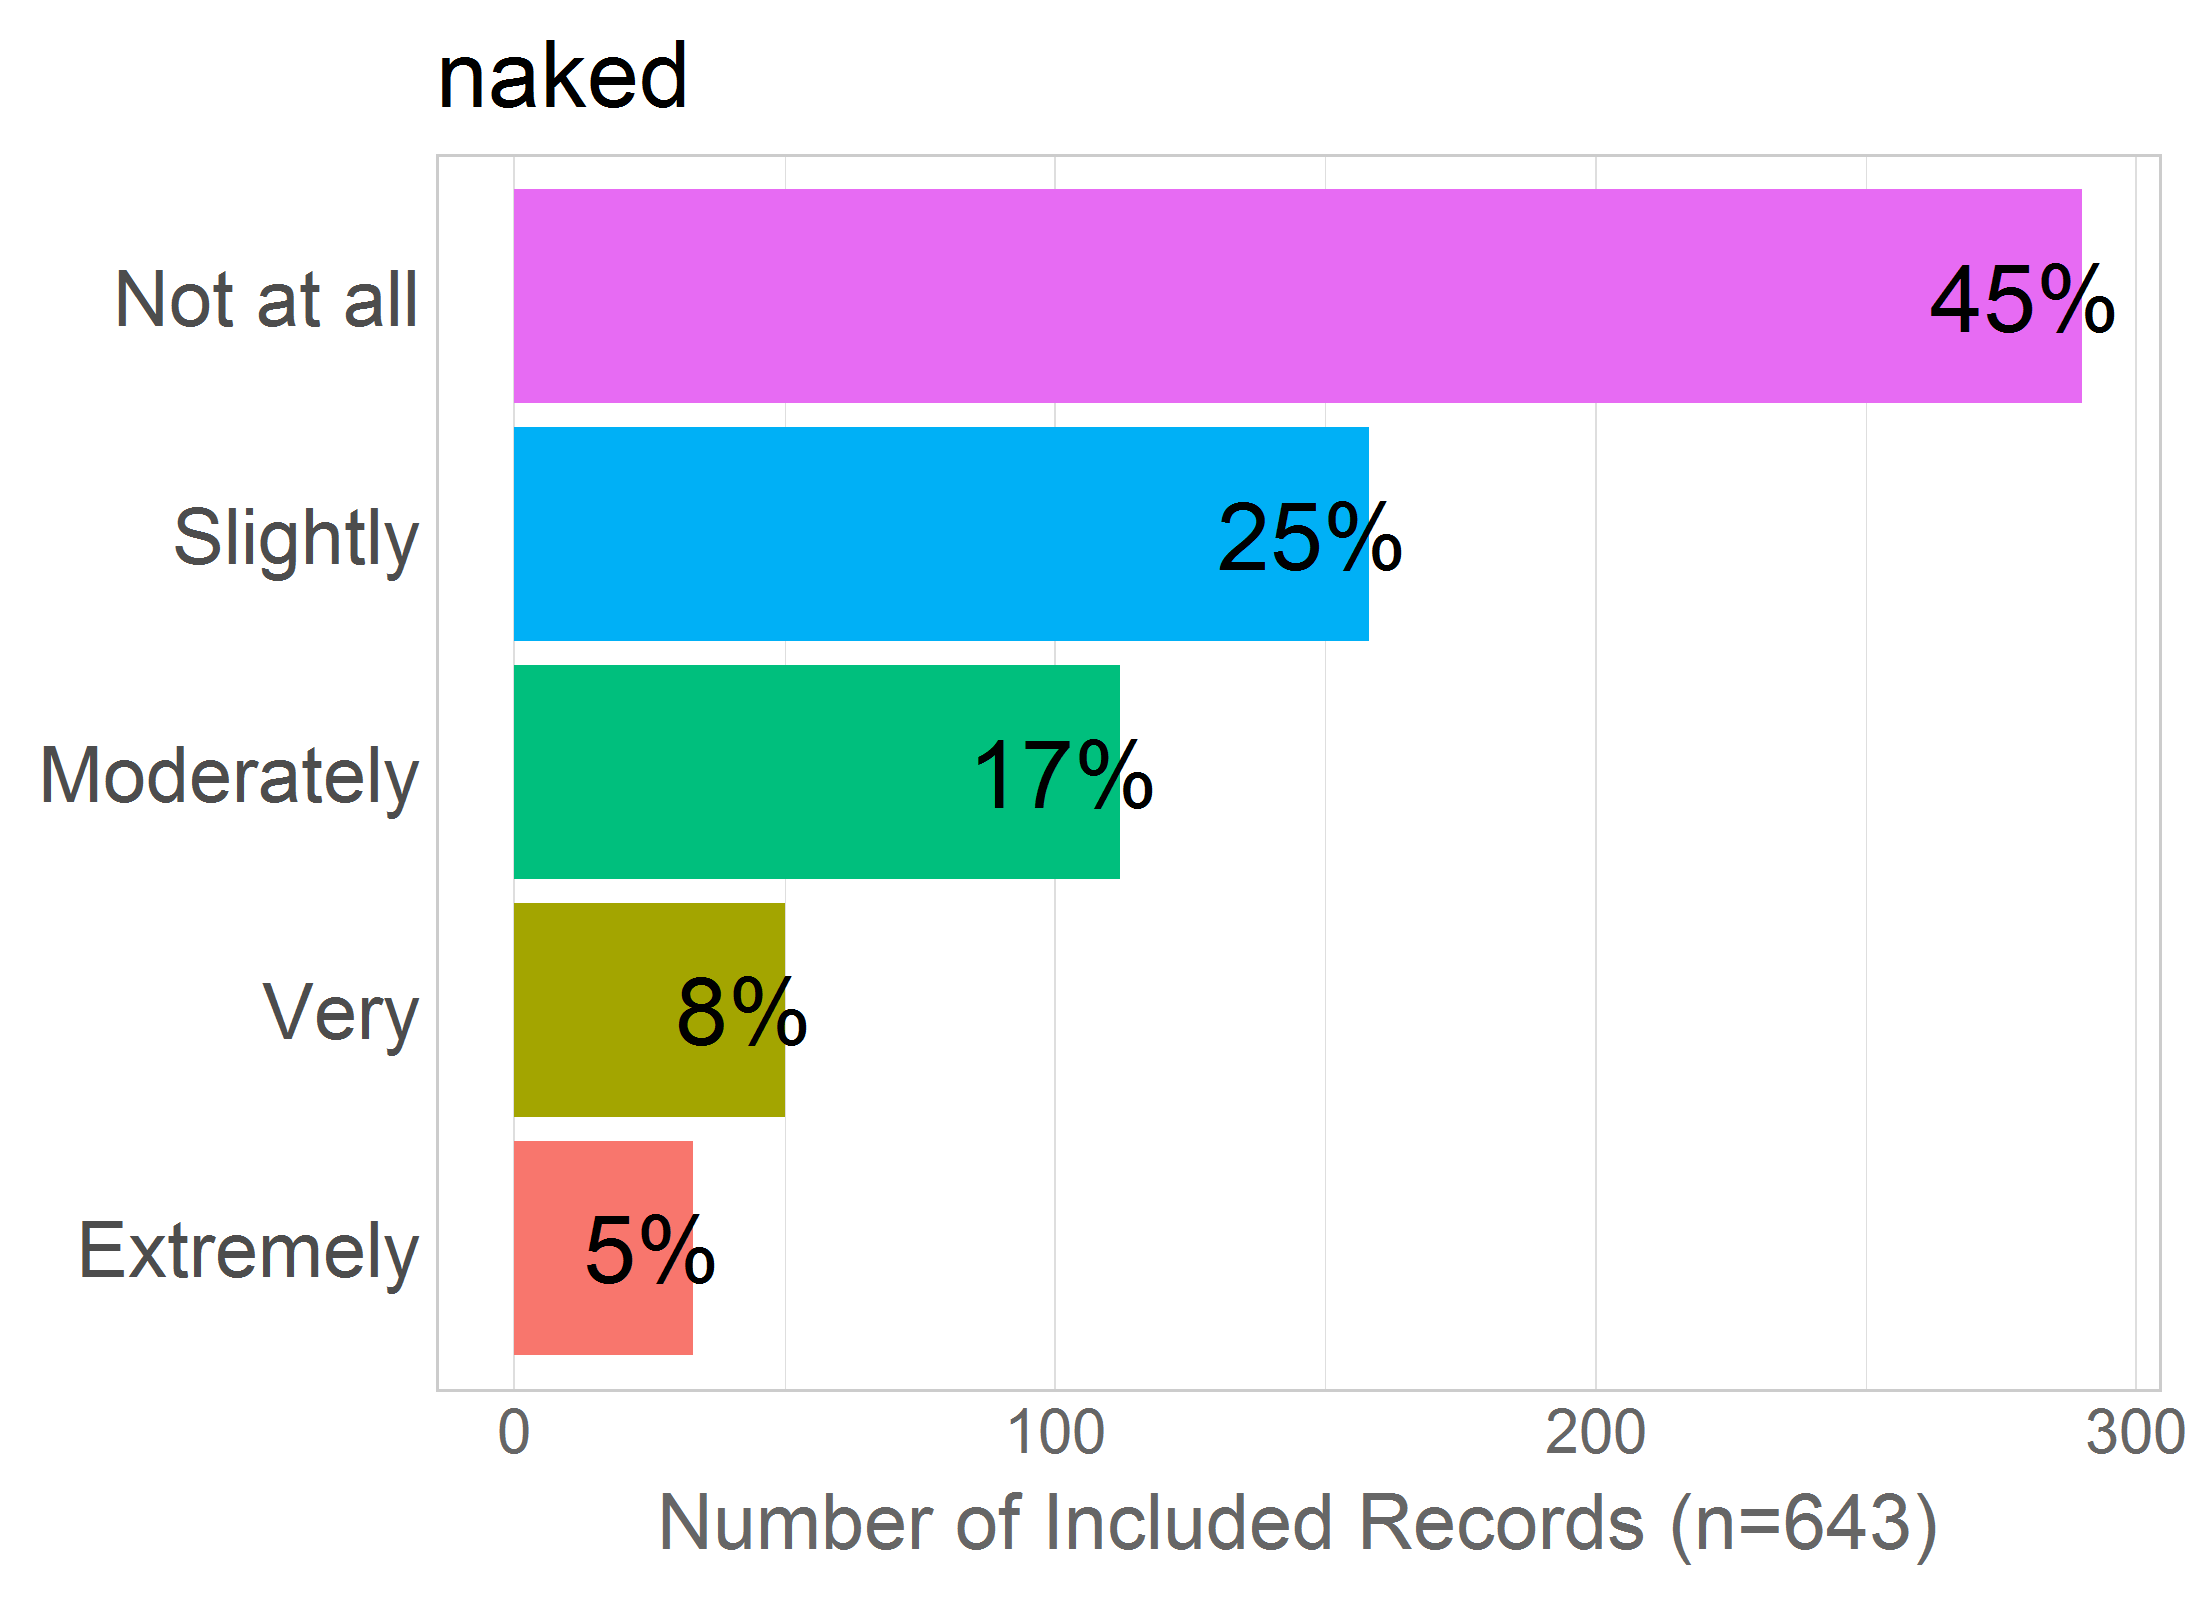 naked
Not at all 45%
Slightly 25%
Moderately 17%
Very 8%
Extremely 5%
0 100 200 300
Number of Included Records (n=643)